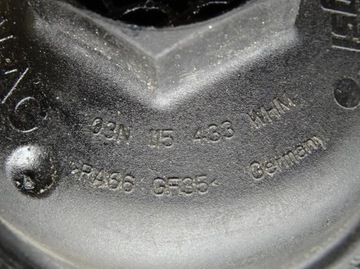 03N 115 433 WHM
>PA66 GF35<
Germany